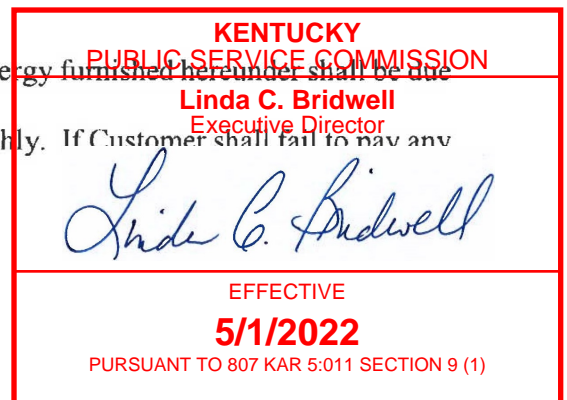 KENTUCKY
PUBLIC SERVICE COMMISSION
ergy furnished hereunder shall be due
Linda C. Bridwell
Executive Director
hly. If Customer shall fail to pay any
Linda C. Bridwell
EFFECTIVE
5/1/2022
PURSUANT TO 807 KAR 5:011 SECTION 9 (1)